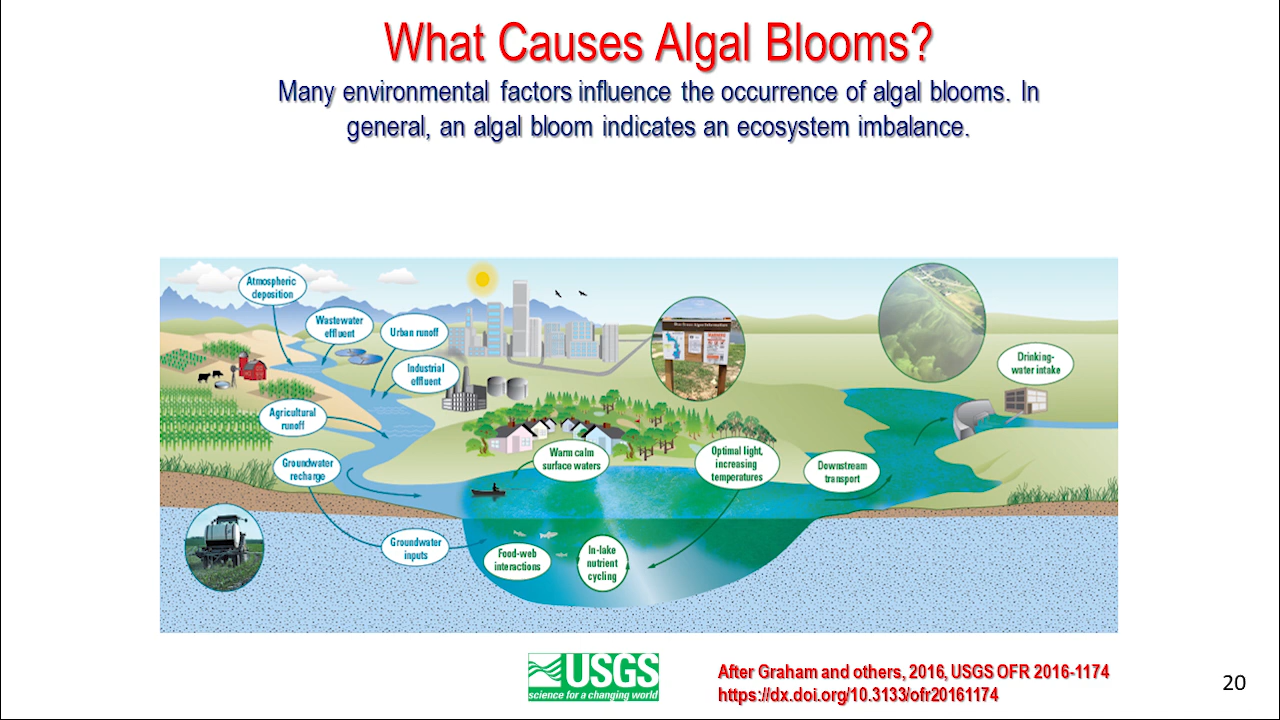 What Causes Algal Blooms?
Many environmental factors influence the occurrence of algal blooms. In
general, an algal bloom indicates an ecosystem imbalance.
Atmospheric
deposition
Wastewater
effluent
Urban runoff
Industrial
effluent
Agricultural
runoff
Groundwater
recharge
Groundwater
inputs
Warm calm
surface waters
Food-web
interactions
In-lake
nutrient
cycling
Optimal light,
increasing
temperatures
Downstream
transport
Drinking-
water intake
USGS
science for a changing world
After Graham and others, 2016, USGS OFR 2016-1174
https://dx.doi.org/10.3133/ofr20161174
20